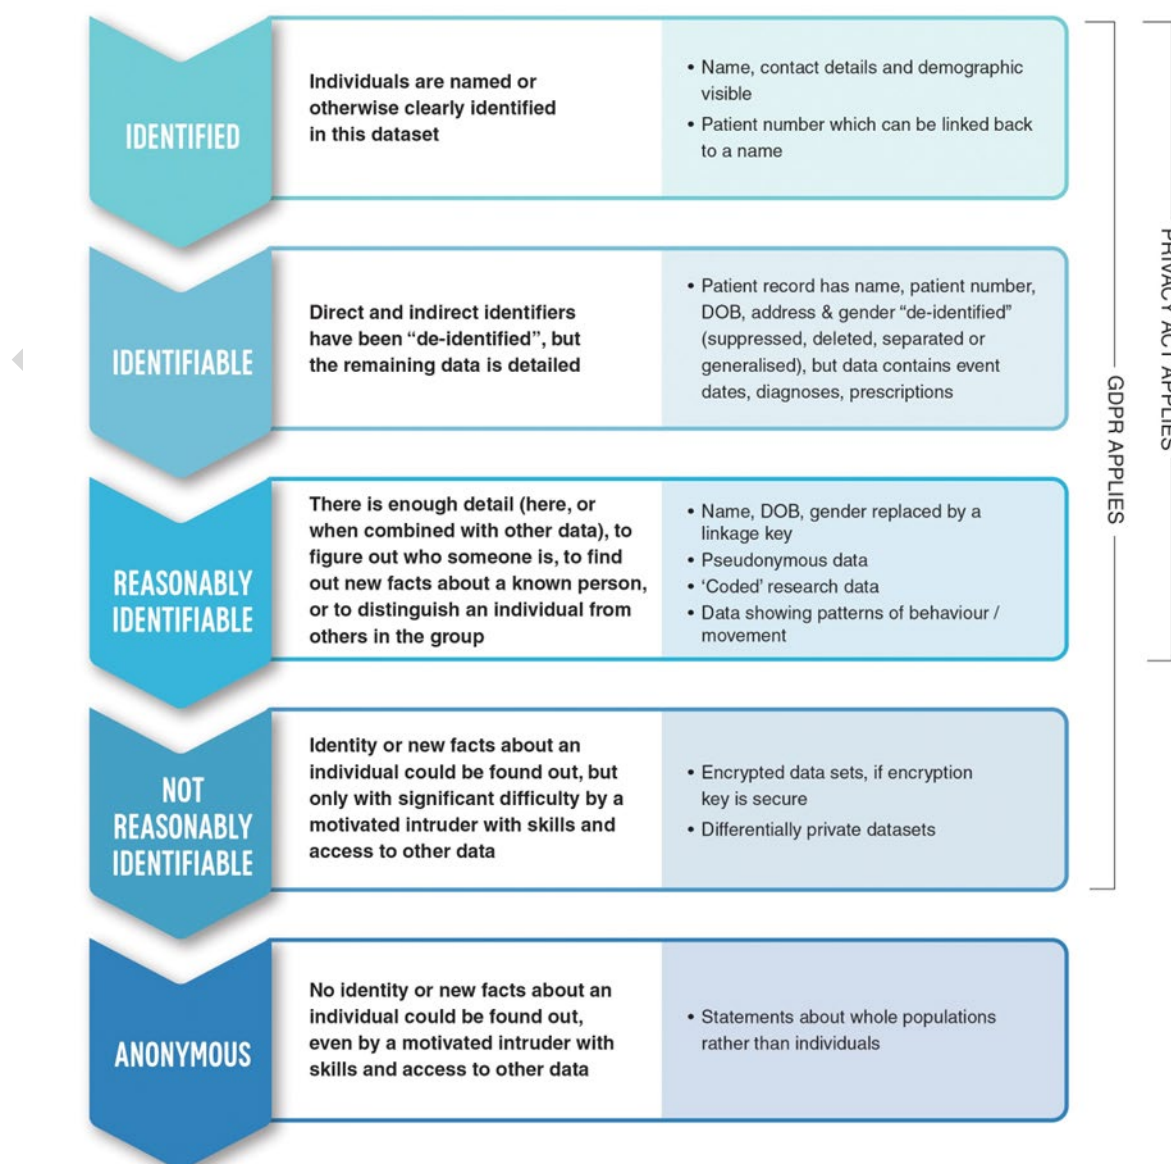 IDENTIFIED
Individuals are named or
otherwise clearly identified
in this dataset
• Name, contact details and demographic
visible
• Patient number which can be linked back
to a name
IDENTIFIABLE
Direct and indirect identifiers
have been “de-identified”, but
the remaining data is detailed
• Patient record has name, patient number,
DOB, address & gender “de-identified”
(suppressed, deleted, separated or
generalised), but data contains event
dates, diagnoses, prescriptions
REASONABLY
IDENTIFIABLE
There is enough detail (here, or
when combined with other data), to
figure out who someone is, to find
out new facts about a known person,
or to distinguish an individual from
others in the group
• Name, DOB, gender replaced by a
linkage key
• Pseudonymous data
• ‘Coded’ research data
• Data showing patterns of behaviour /
movement
NOT
REASONABLY
IDENTIFIABLE
Identity or new facts about an
individual could be found out, but
only with significant difficulty by a
motivated intruder with skills and
access to other data
• Encrypted data sets, if encryption
key is secure
• Differentially private datasets
ANONYMOUS
No identity or new facts about an
individual could be found out,
even by a motivated intruder with
skills and access to other data
• Statements about whole populations
rather than individuals
GDPR APPLIES
PRIVACY ACT APPLIES